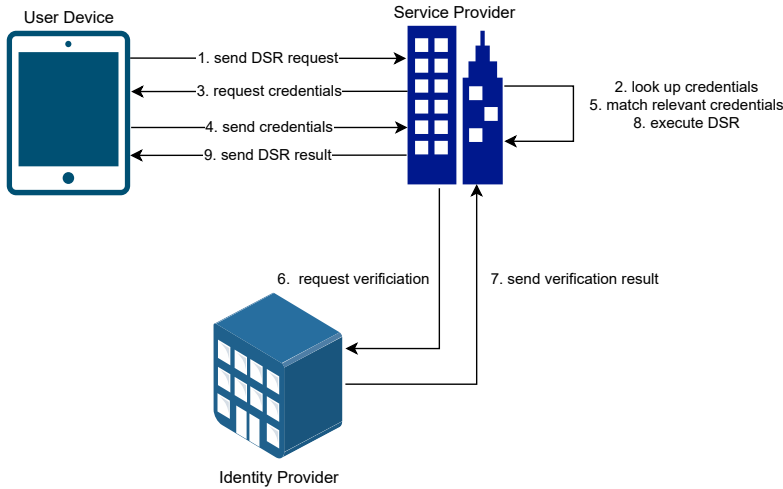 User Device
Service Provider
1. send DSR request
3. request credentials
4. send credentials
9. send DSR result
2. look up credentials
5. match relevant credentials
8. execute DSR
6. request verificiation
7. send verification result
Identity Provider